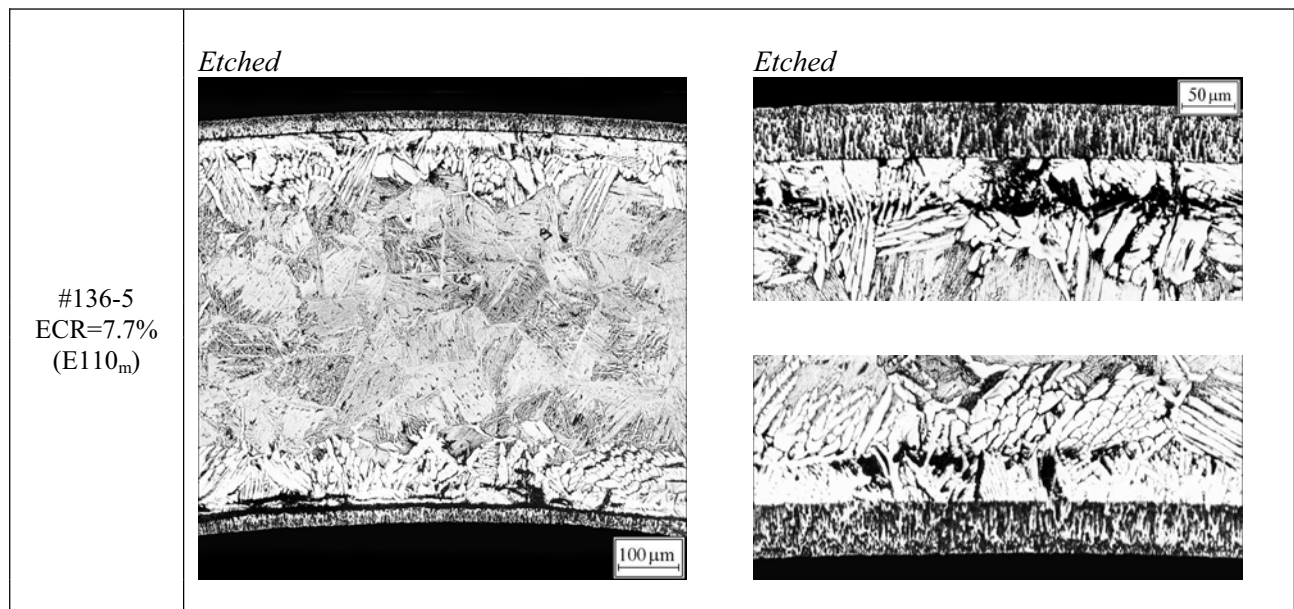 #136-5
ECR=7.7%
(E110m)
Etched
100 μm
Etched
50 μm